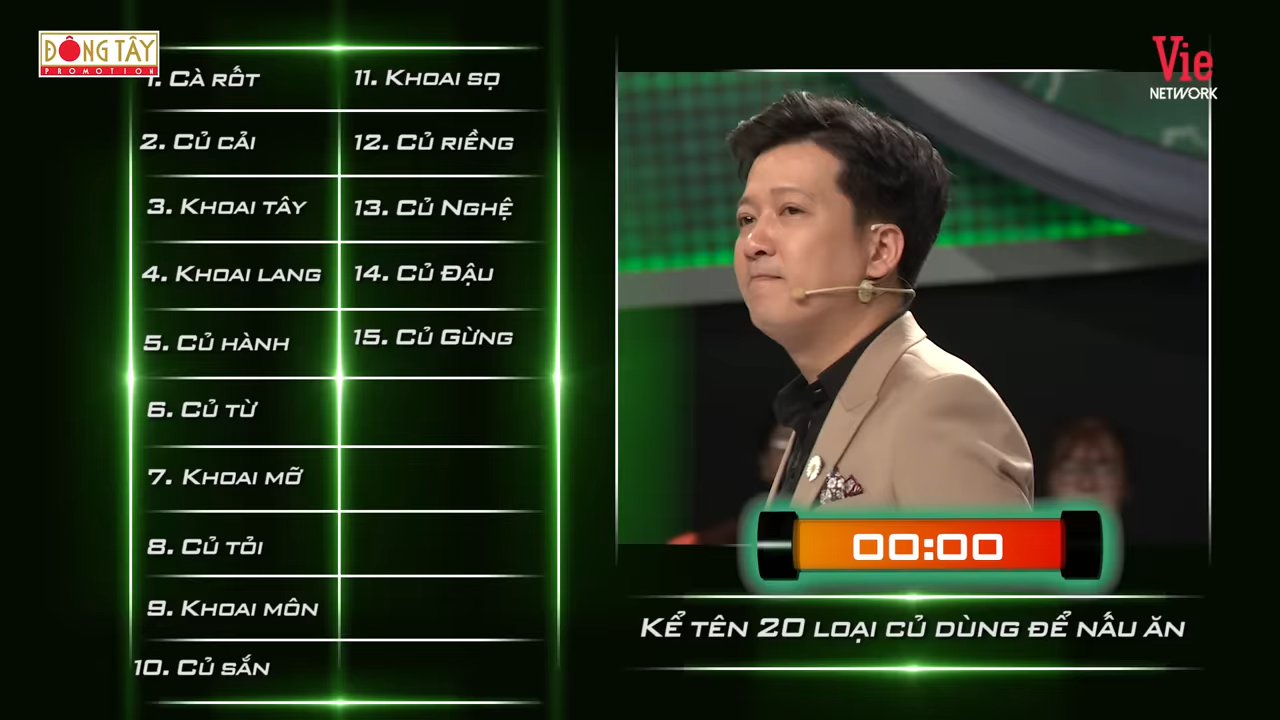 ĐÔNG TÂY
PROMOTION
Vie
NETWORK
1. CÀ RỐT
2. CỦ CẢI
3. KHOAI TÂY
4. KHOAI LANG
5. CỦ HÀNH
6. CỦ TỪ
7. KHOAI MỠ
8. CỦ TỎI
9. KHOAI MÔN
10. CỦ SẮN
11. KHOAI SỌ
12. CỦ RIỀNG
13. CỦ NGHỆ
14. CỦ ĐẬU
15. CỦ GỪNG
00:00
KỂ TÊN 20 LOẠI CỦ DÙNG ĐỂ NẤU ĂN